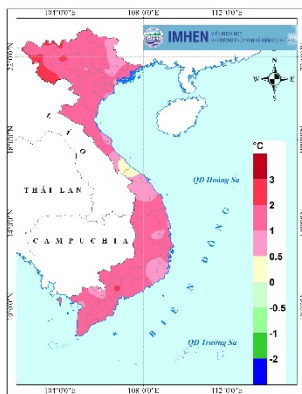 104°0'0"E 108°0'0"E 112°0'0"E
IMHEN
22°0'0"N
18°0'0"N
14°0'0"N
10°0'0"N
LÀO
THÁI LAN
CAMPUCHIA
QĐ Hoàng Sa
BIỂN ĐÔNG
QĐ Trường Sa
°C
3
2
1
0.5
0
-0.5
-1
-2
104°0'0"E 108°0'0"E 112°0'0"E